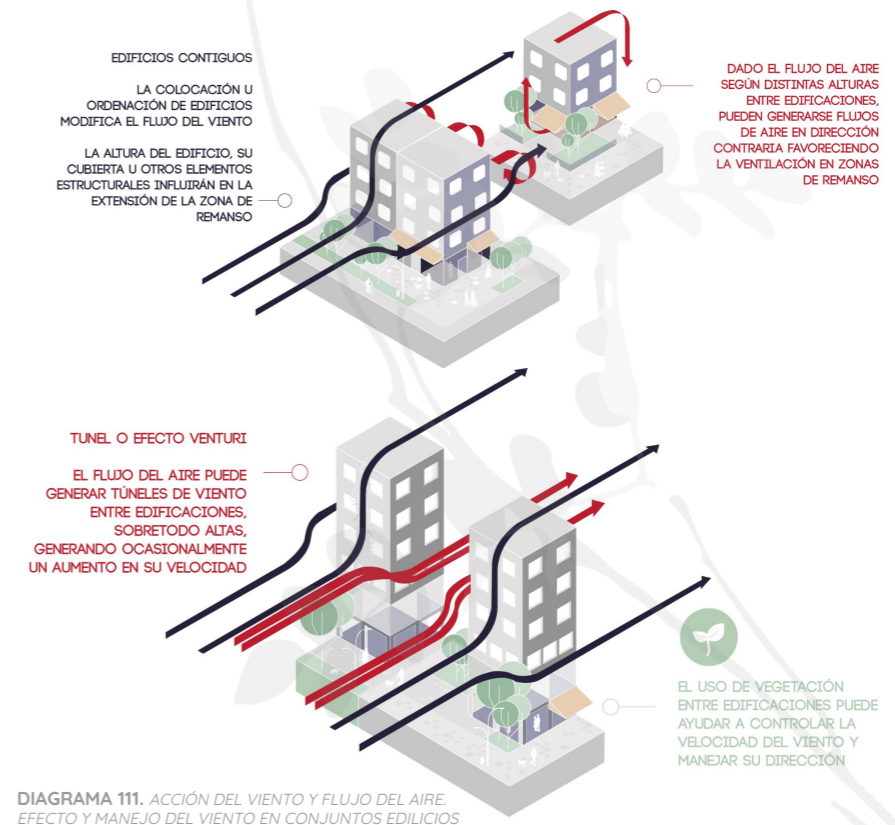 EDIFICIOS CONTIGUOS
LA COLOCACIÓN U
ORDENACIÓN DE EDIFICIOS
MODIFICA EL FLUJO DEL VIENTO
LA ALTURA DEL EDIFICIO, SU
CUBIERTA U OTROS ELEMENTOS
ESTRUCTURALES INFLUIRÁN EN LA
EXTENSIÓN DE LA ZONA DE
REMANSO
DADO EL FLUJO DEL AIRE
SEGÚN DISTINTAS ALTURAS
ENTRE EDIFICACIONES,
PUEDEN GENERARSE FLUJOS
DE AIRE EN DIRECCIÓN
CONTRARIA FAVORECIENDO
LA VENTILACIÓN EN ZONAS
DE REMANSO
TUNEL O EFECTO VENTURI
EL FLUJO DEL AIRE PUEDE
GENERAR TÚNELES DE VIENTO
ENTRE EDIFICACIONES,
SOBRETODO ALTAS,
GENERANDO OCASIONALMENTE
UN AUMENTO EN SU VELOCIDAD
EL USO DE VEGETACIÓN
ENTRE EDIFICACIONES PUEDE
AYUDAR A CONTROLAR LA
VELOCIDAD DEL VIENTO Y
MANEJAR SU DIRECCIÓN
DIAGRAMA 111. ACCIÓN DEL VIENTO Y FLUJO DEL AIRE.
EFECTO Y MANEJO DEL VIENTO EN CONJUNTOS EDILICIOS